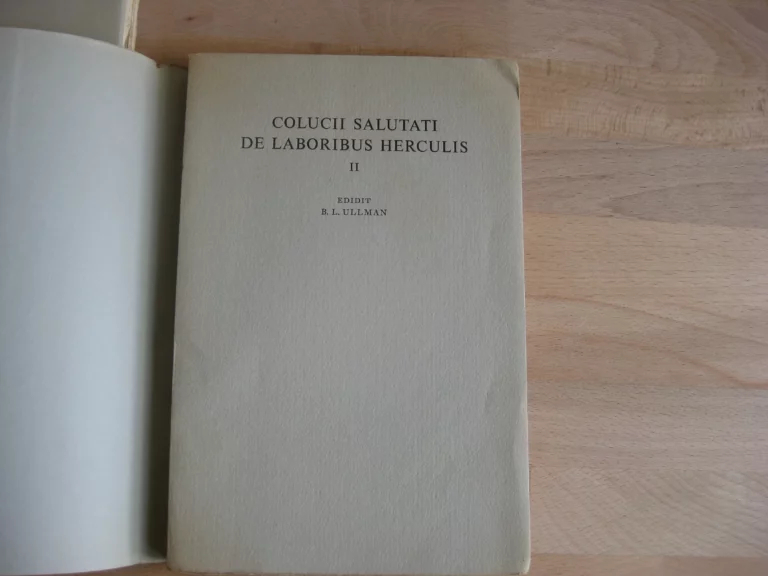 COLUCII SALUTATI
DE LABORIBUS HERCULIS
II
EDIDIT
B. L. ULLMAN